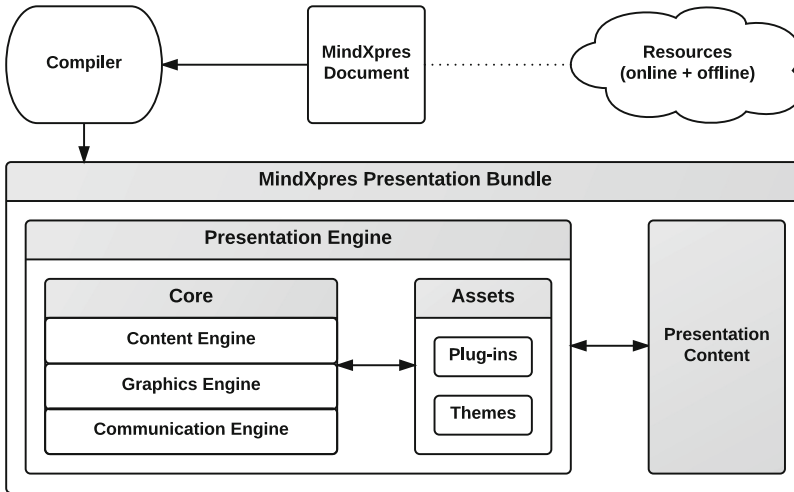 Compiler
MindXpres
Document
Resources
(online + offline)
MindXpres Presentation Bundle
Presentation Engine
Core
Content Engine
Graphics Engine
Communication Engine
Assets
Plug-ins
Themes
Presentation
Content